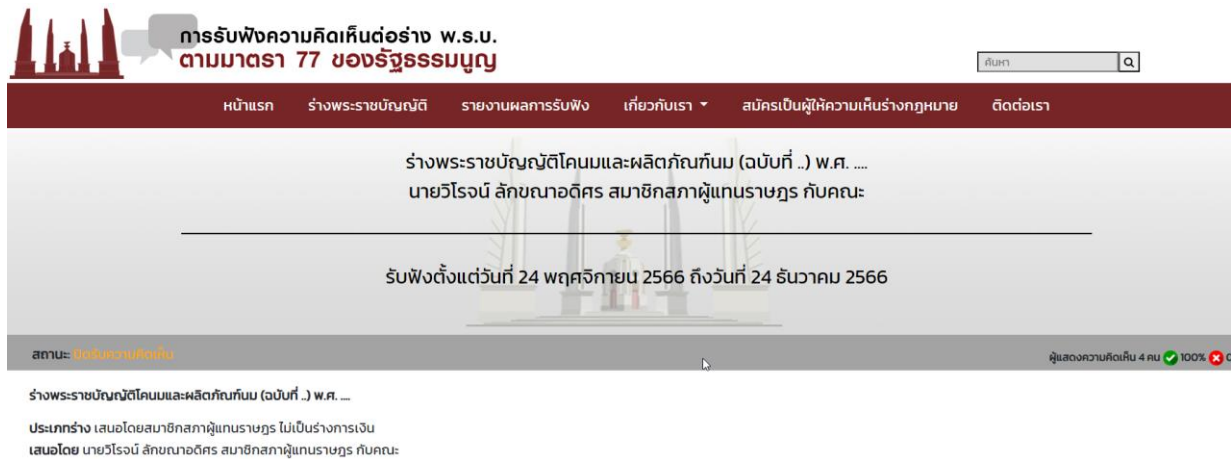 การรับฟังความคิดเห็นต่อร่าง พ.ร.บ.
ตามมาตรา 77 ของรัฐธรรมนูญ
ค้นหา
หน้าแรก ร่างพระราชบัญญัติ รายงานผลการรับฟัง เกี่ยวกับเรา สมัครเป็นผู้ให้ความเห็นร่างกฎหมาย ติดต่อเรา
ร่างพระราชบัญญัติโคนมและผลิตภัณฑ์นม (ฉบับที่ ..) พ.ศ. ....
นายวิโรจน์ ลักขณาอดิศร สมาชิกสภาผู้แทนราษฎร กับคณะ
รับฟังตั้งแต่วันที่ 24 พฤศจิกายน 2566 ถึงวันที่ 24 ธันวาคม 2566
สถานะ: ปิดรับความคิดเห็น
ผู้แสดงความคิดเห็น 4 คน 100% 0
ร่างพระราชบัญญัติโคนมและผลิตภัณฑ์นม (ฉบับที่ ..) พ.ศ. ....
ประเภทร่าง เสนอโดยสมาชิกสภาผู้แทนราษฎร ไม่เป็นร่างการเงิน
เสนอโดย นายวิโรจน์ ลักขณาอดิศร สมาชิกสภาผู้แทนราษฎร กับคณะ